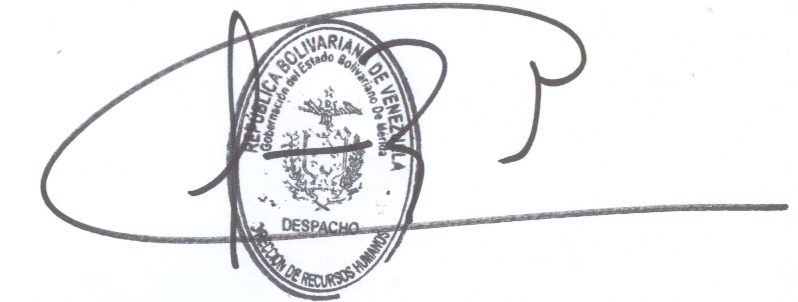 REPÚBLICA BOLIVARIANA DE VENEZUELA
Gobernación del Estado Bolivariano De Mérida
DESPACHO
DIRECCIÓN DE RECURSOS HUMANOS